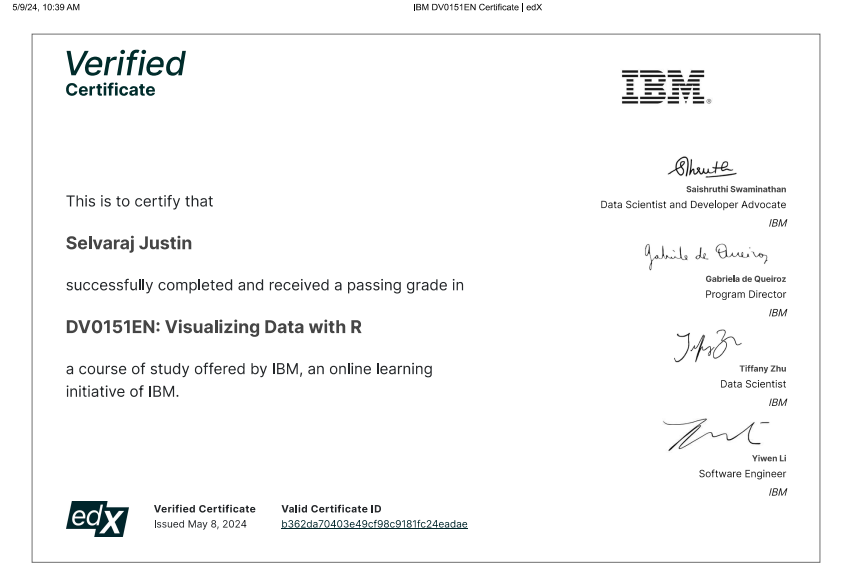 5/9/24, 10:39 AM
IBM DV0151EN Certificate | edX
Verified
Certificate
IBM®
This is to certify that
Selvaraj Justin
successfully completed and received a passing grade in
DV0151EN: Visualizing Data with R
a course of study offered by IBM, an online learning
initiative of IBM.
Saishruthi Swaminathan
Data Scientist and Developer Advocate
IBM
Gabriela de Queiroz
Gabriela de Queiroz
Program Director
IBM
Tiffany Zhu
Data Scientist
IBM
Yiwen Li
Software Engineer
IBM
edX
Verified Certificate
Issued May 8, 2024
Valid Certificate ID
b362da70403e49cf98c9181fc24eadae